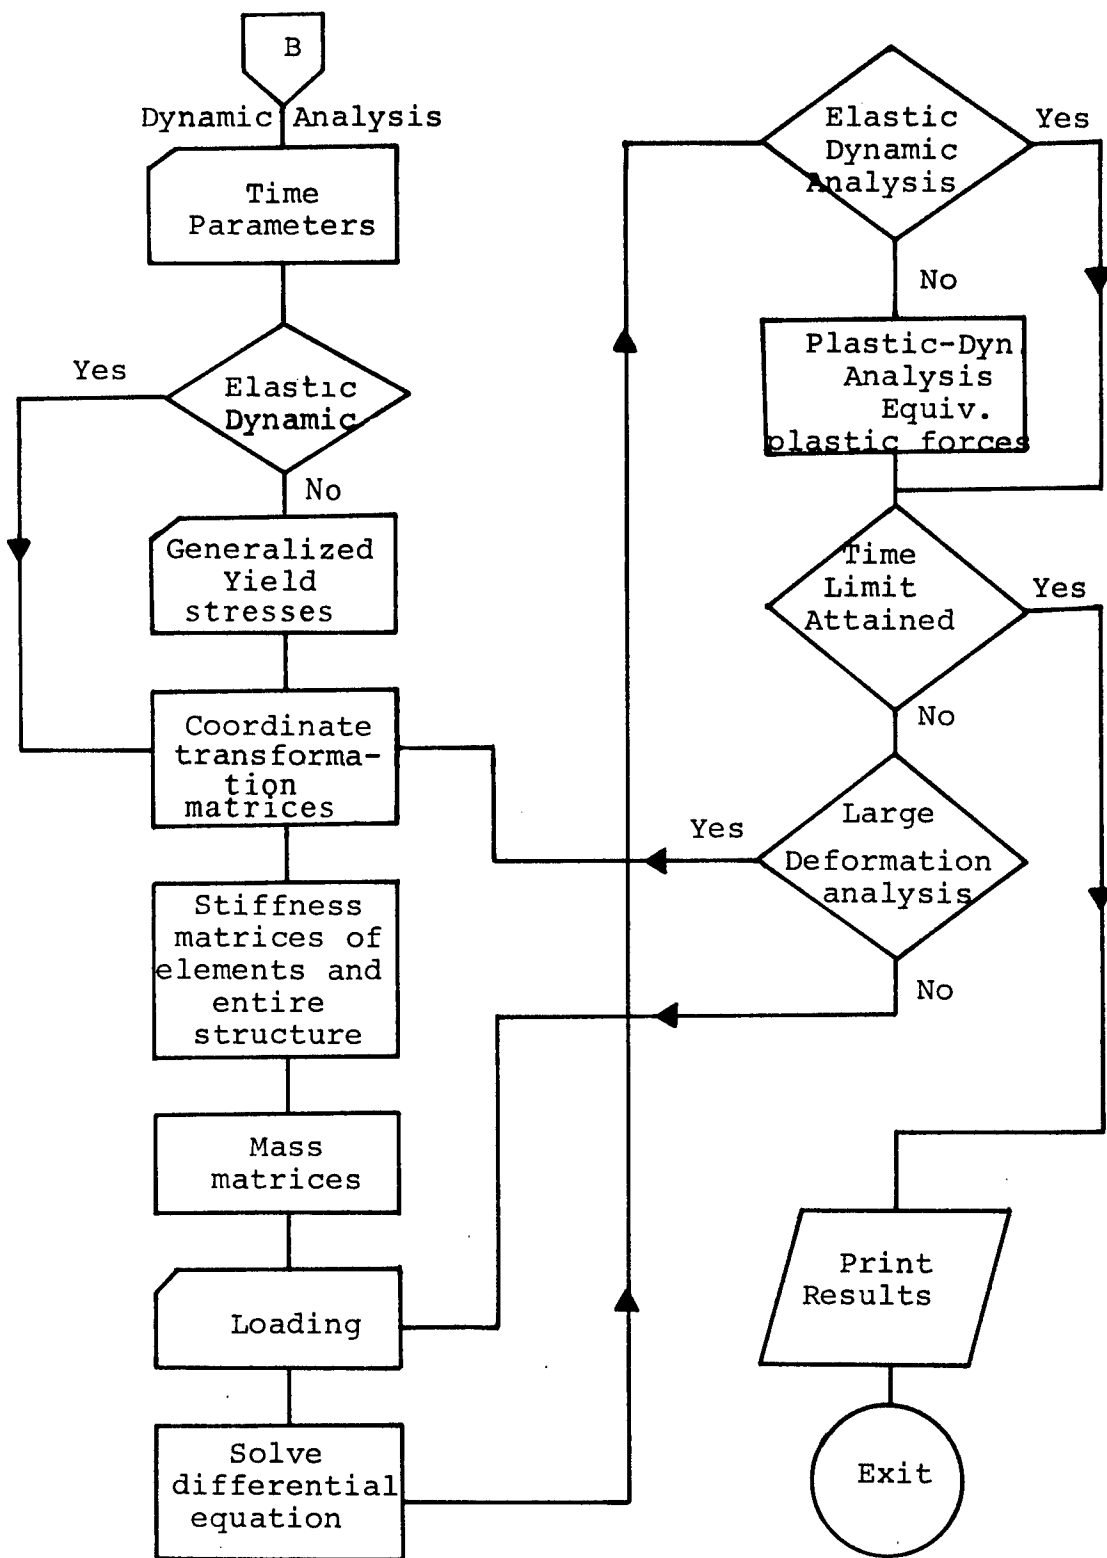 B
Dynamic Analysis
Time
Parameters
Yes
Elastic
Dynamic
No
Generalized
Yield
stresses
Coordinate
transforma-
tion
matrices
Stiffness
matrices of
elements and
entire
structure
Mass
matrices
Loading
Solve
differential
equation
Elastic
Dynamic
Analysis
Yes
No
Plastic-Dyn
Analysis
Equiv.
plastic forces
Time
Limit
Attained
Yes
No
Large
Deformation
analysis
Yes
No
Print
Results
Exit